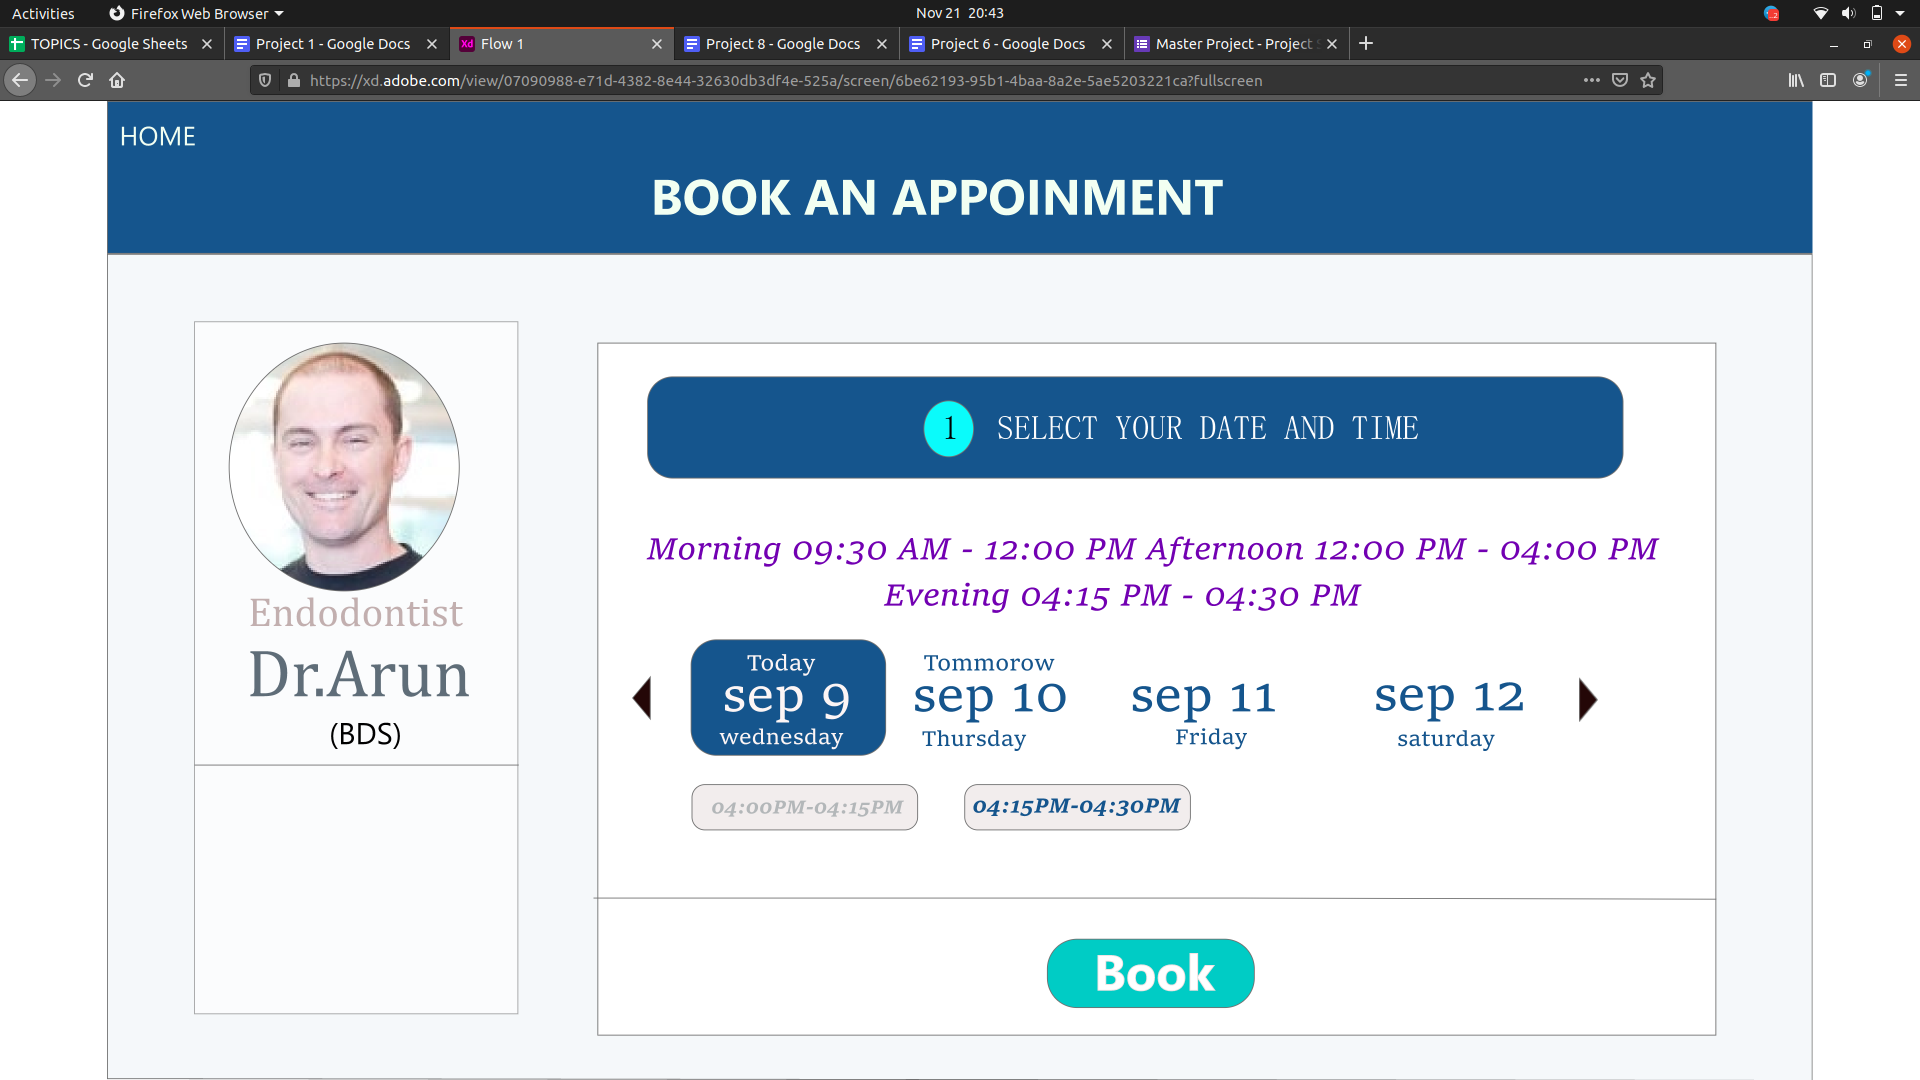 Activities
Firefox Web Browser
Nov 21 20:43
TOPICS - Google Sheets
Project 1 - Google Docs
Xd Flow 1
Project 8 - Google Docs
Project 6 - Google Docs
Master Project - Project
https://xd.adobe.com/view/07090988-e71d-4382-8e44-32630db3df4e-525a/screen/6be62193-95b1-4baa-8a2e-5ae5203221ca?fullscreen
HOME
BOOK AN APPOINMENT
Endodontist
Dr.Arun
(BDS)
1 SELECT YOUR DATE AND TIME
Morning 09:30 AM - 12:00 PM Afternoon 12:00 PM - 04:00 PM
Evening 04:15 PM - 04:30 PM
Today
sep 9
wednesday
Tommorow
sep 10
Thursday
sep 11
Friday
sep 12
saturday
04:00PM-04:15PM
04:15PM-04:30PM
Book